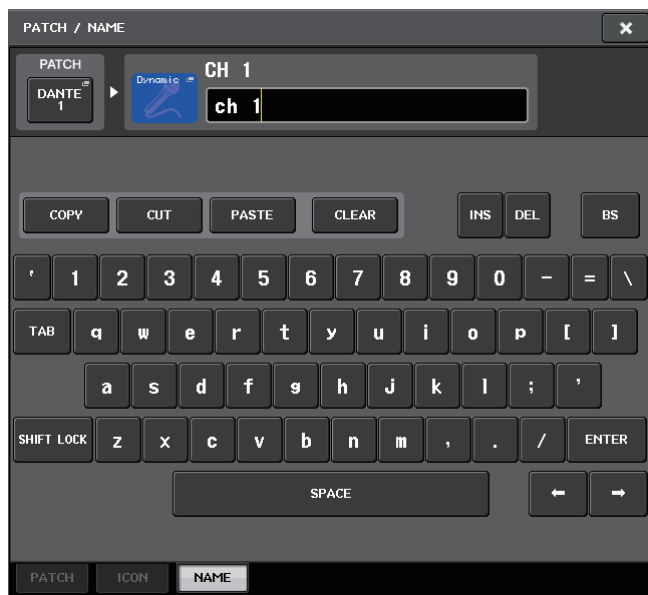 PATCH / NAME
×
PATCH
DANTE
1
Dynamic
CH 1
ch 1
COPY CUT PASTE CLEAR INS DEL BS
' 1 2 3 4 5 6 7 8 9 0 - = \
TAB q w e r t y u i o p [ ]
a s d f g h j k l ; '
SHIFT LOCK z x c v b n m , . / ENTER
SPACE ← →
PATCH ICON NAME